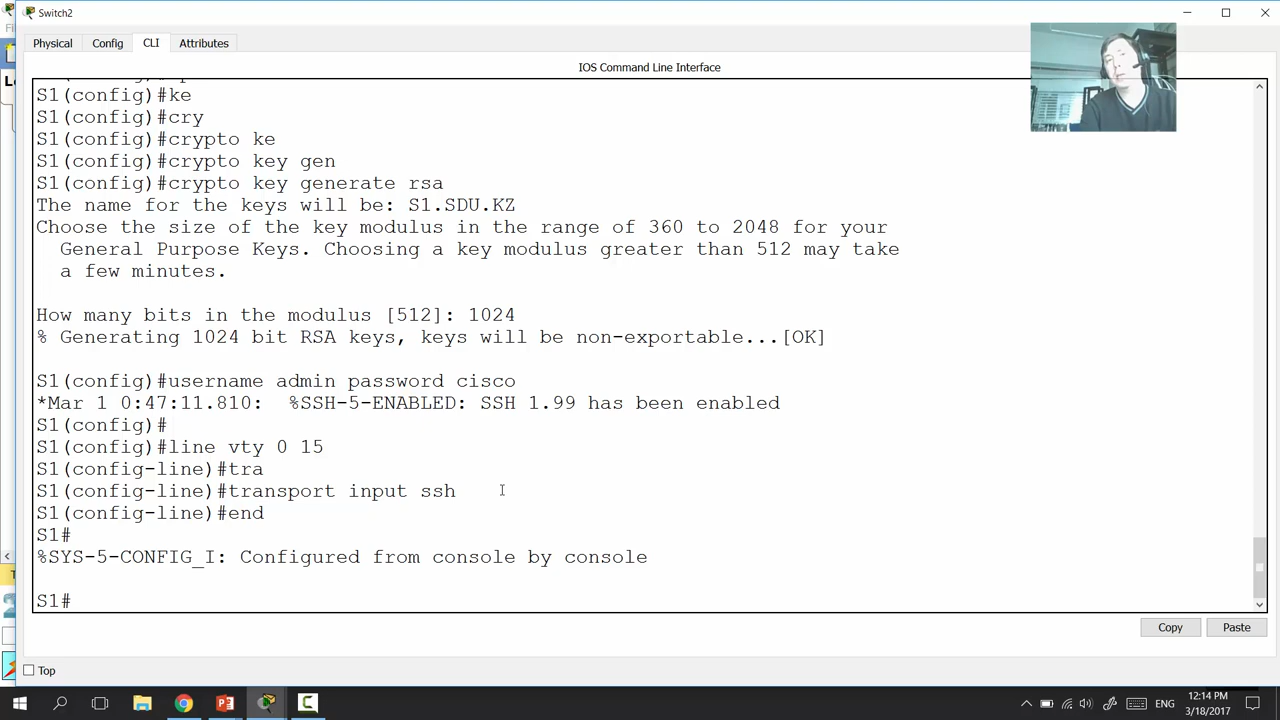 Switch2
Physical
Config
CLI
Attributes
IOS Command Line Interface
S1(config)#ke
S1(config)#cry
S1(config)#crypto ke
S1(config)#crypto key gen
S1(config)#crypto key generate rsa
The name for the keys will be: S1.SDU.KZ
Choose the size of the key modulus in the range of 360 to 2048 for your
General Purpose Keys. Choosing a key modulus greater than 512 may take
a few minutes.
How many bits in the modulus [512]: 1024
% Generating 1024 bit RSA keys, keys will be non-exportable...[OK]
S1(config)#username admin password cisco
*Mar 1 0:47:11.810: %SSH-5-ENABLED: SSH 1.99 has been enabled
S1(config)#
S1(config)#line vty 0 15
S1(config-line)#tra
S1(config-line)#transport input ssh
S1(config-line)#end
S1#
%SYS-5-CONFIG_I: Configured from console by console
S1#
Copy
Paste
Top
ENG
12:14 PM
3/18/2017